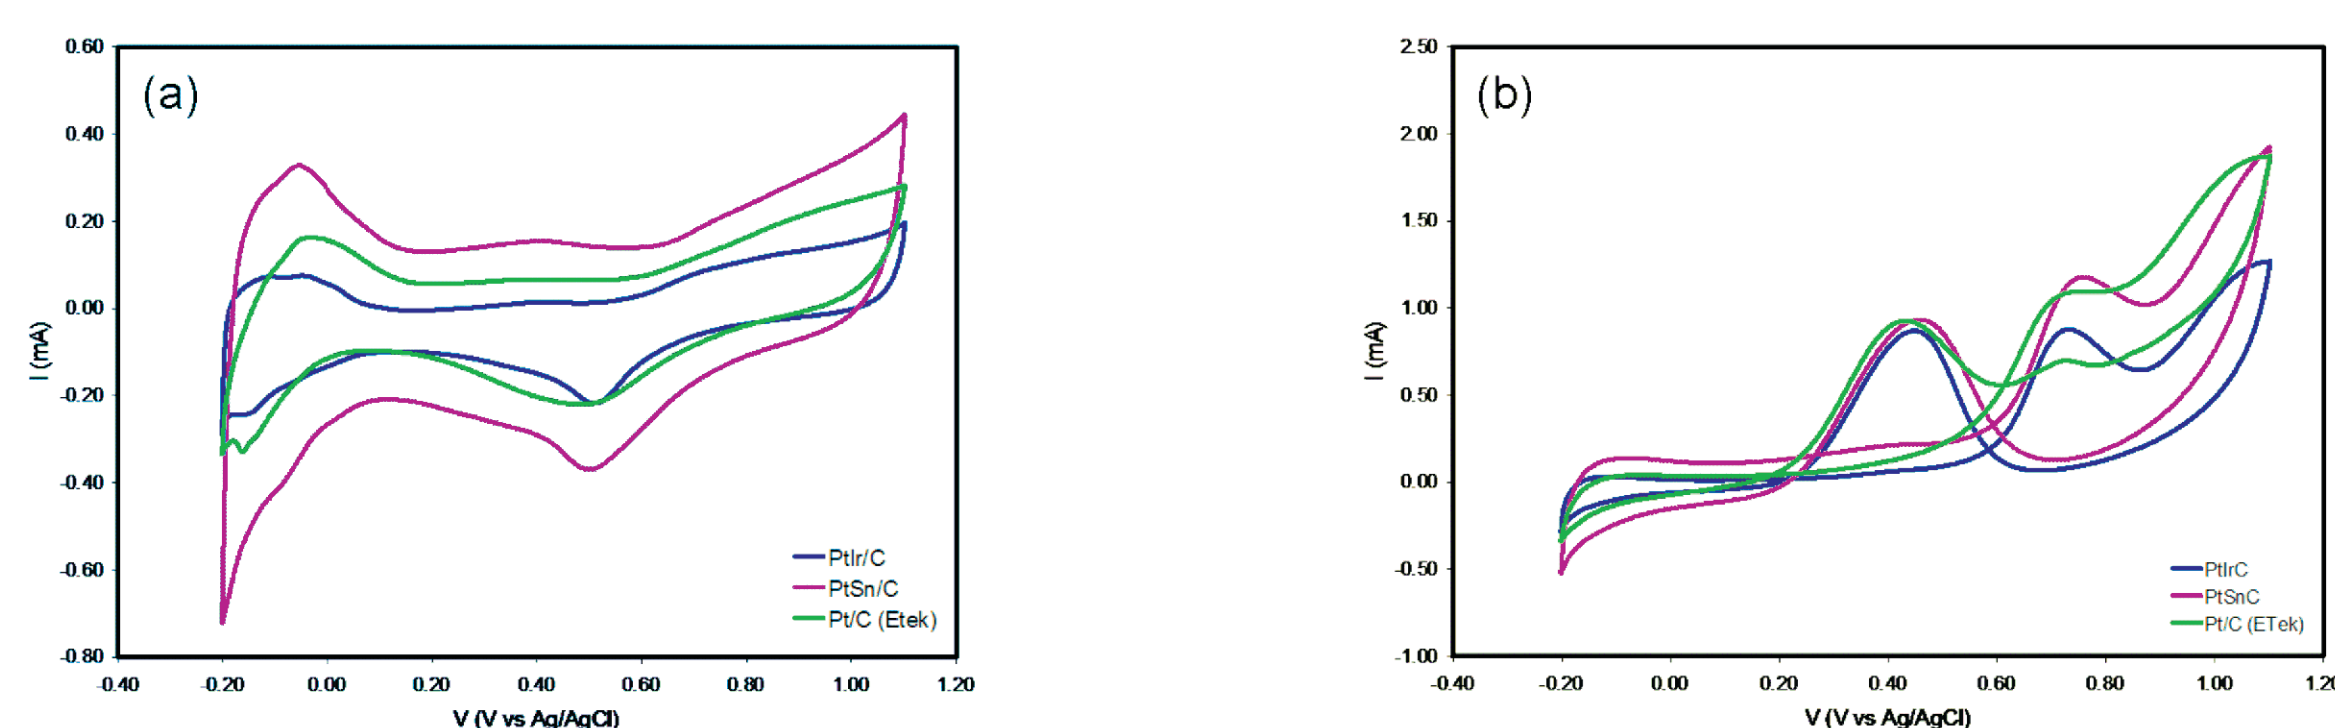 (a)
0.60
0.40
0.20
0.00
-0.20
-0.40
-0.60
-0.80
I (mA)
PtIr/C
PtSn/C
Pt/C (Etek)
-0.40 -0.20 0.00 0.20 0.40 0.60 0.80 1.00 1.20
V (V vs Ag/AgCl)
(b)
2.50
2.00
1.50
1.00
0.50
0.00
-0.50
-1.00
I (mA)
PtIrC
PtSnC
Pt/C (ETek)
-0.40 -0.20 0.00 0.20 0.40 0.60 0.80 1.00 1.20
V (V vs Ag/AgCl)